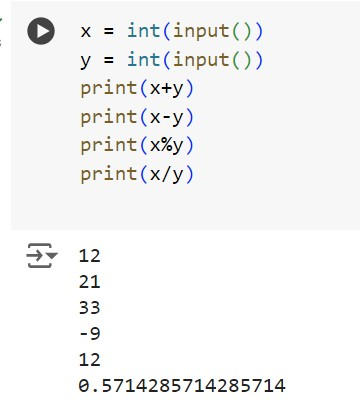 x = int(input())
y = int(input())
print(x+y)
print(x-y)
print(x%y)
print(x/y)
12
21
33
-9
12
0.5714285714285714